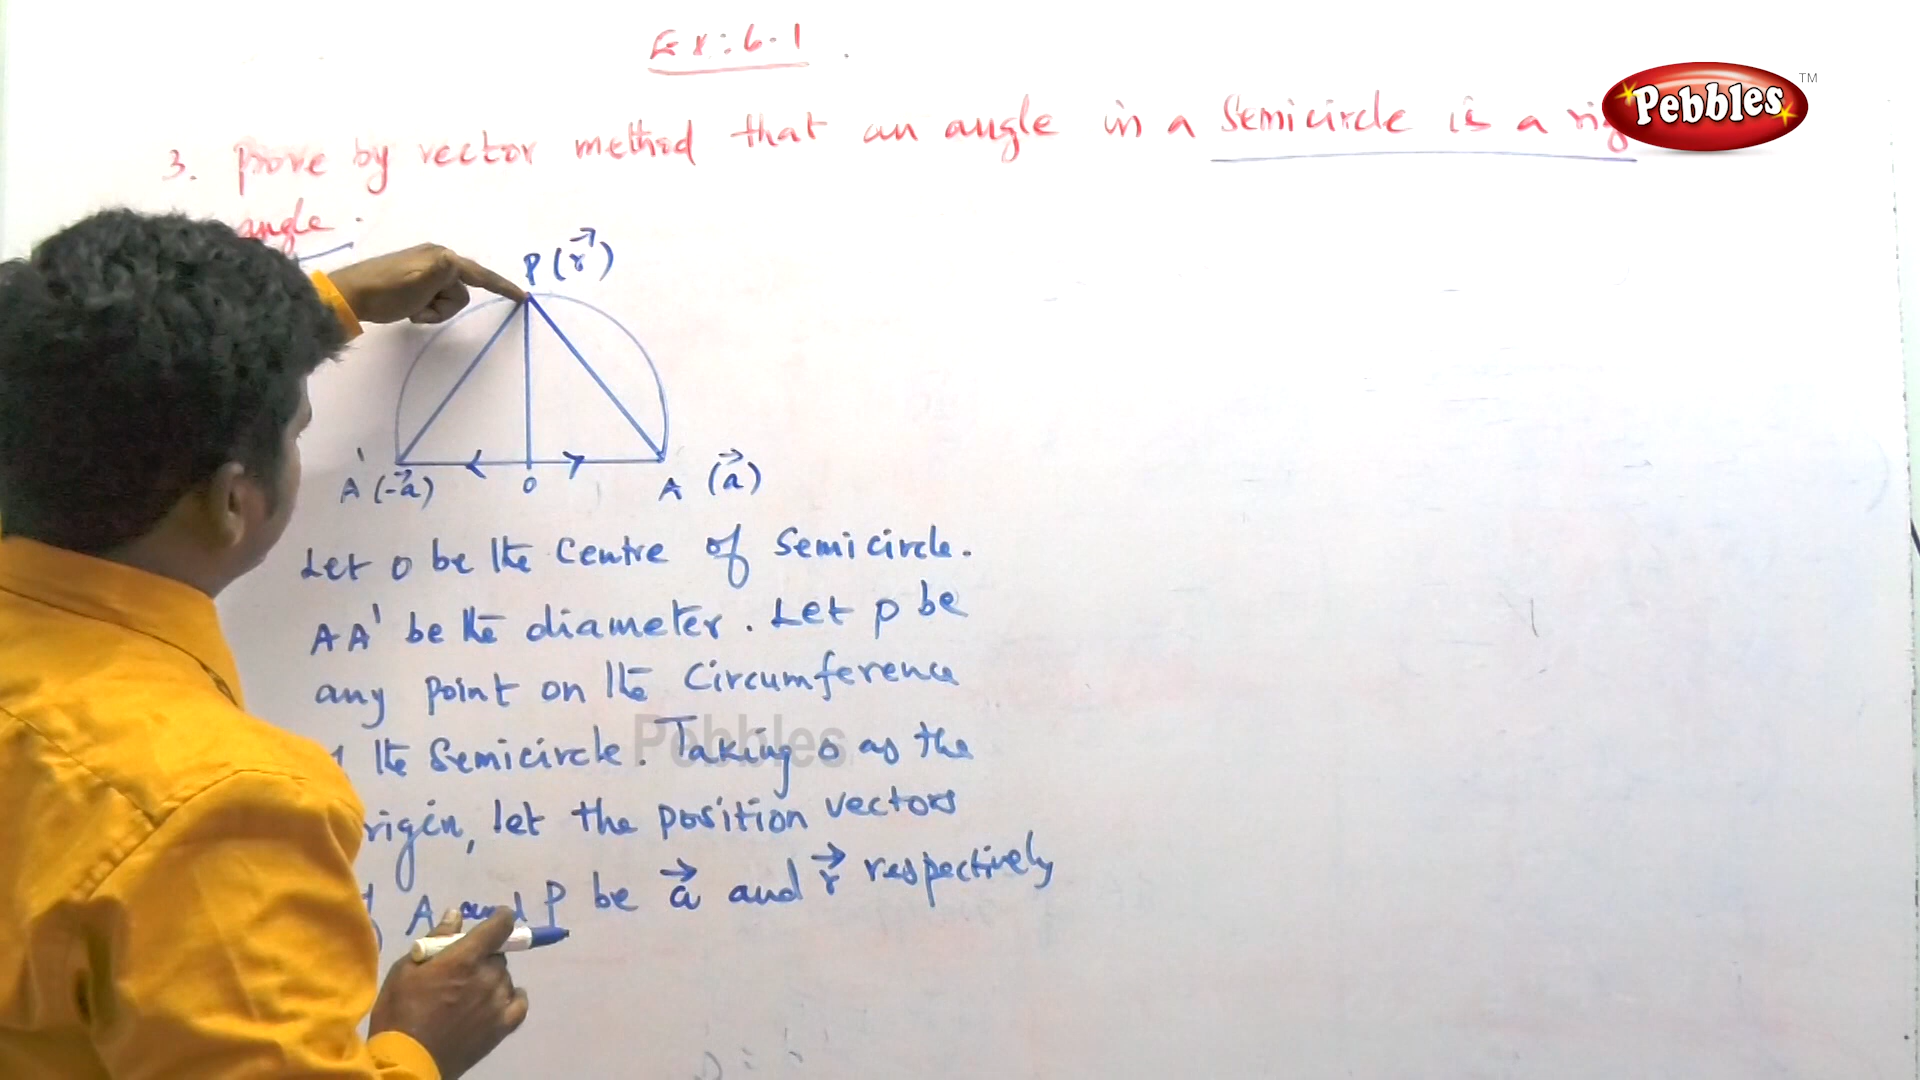 Ex: 6.1
Pebbles TM
3. Prove by vector method that an angle in a semicircle is a
angle.
P (r⃗)
A' (-a⃗) O A (a⃗)
Let O be the Centre of Semicircle.
AA' be the diameter. Let P be
any point on the Circumference
the Semicircle. Taking O as the
Pebbles
let the position vectors
A and P be a⃗ and r⃗ respectively